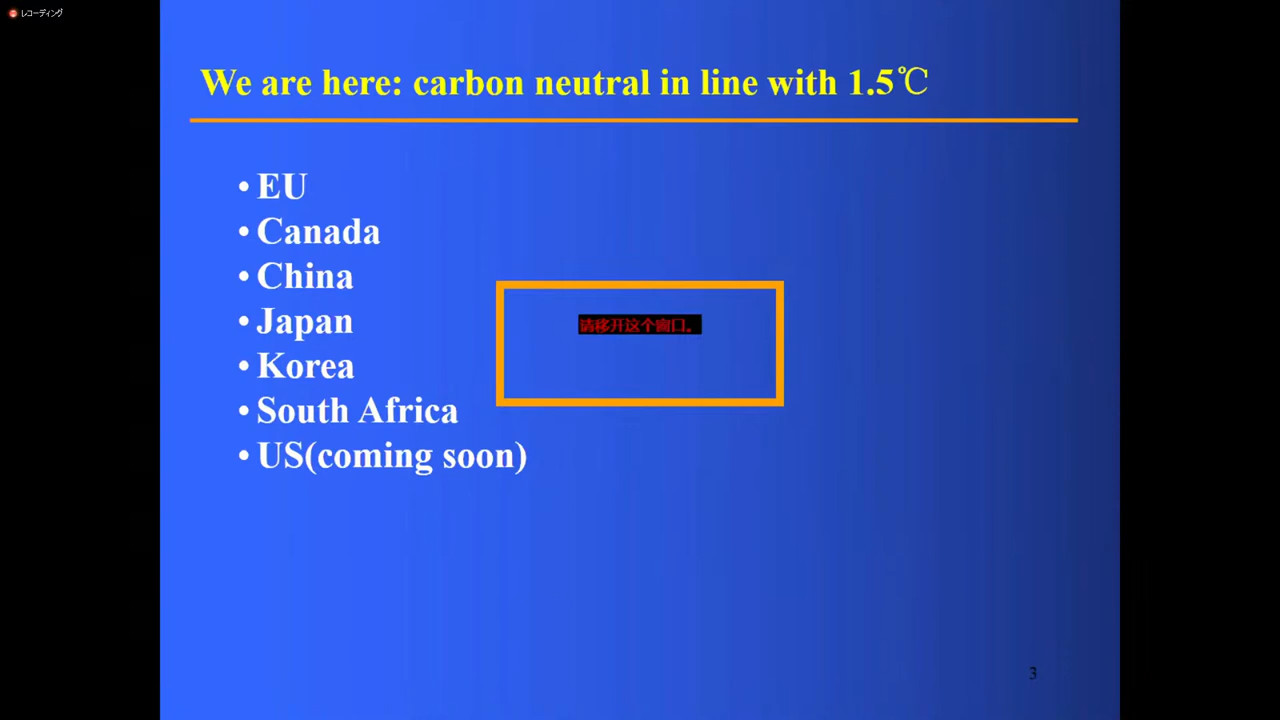 レコーディング
We are here: carbon neutral in line with 1.5℃
• EU
• Canada
• China
• Japan
• Korea
• South Africa
• US(coming soon)
请移开这个窗口。
3